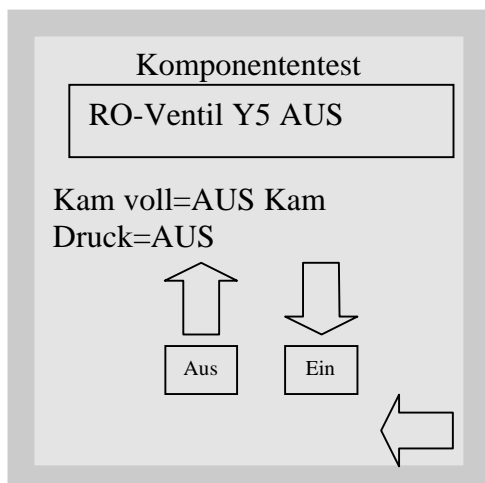 Komponententest
RO-Ventil Y5 AUS
Kam voll=AUS Kam
Druck=AUS
Aus
Ein